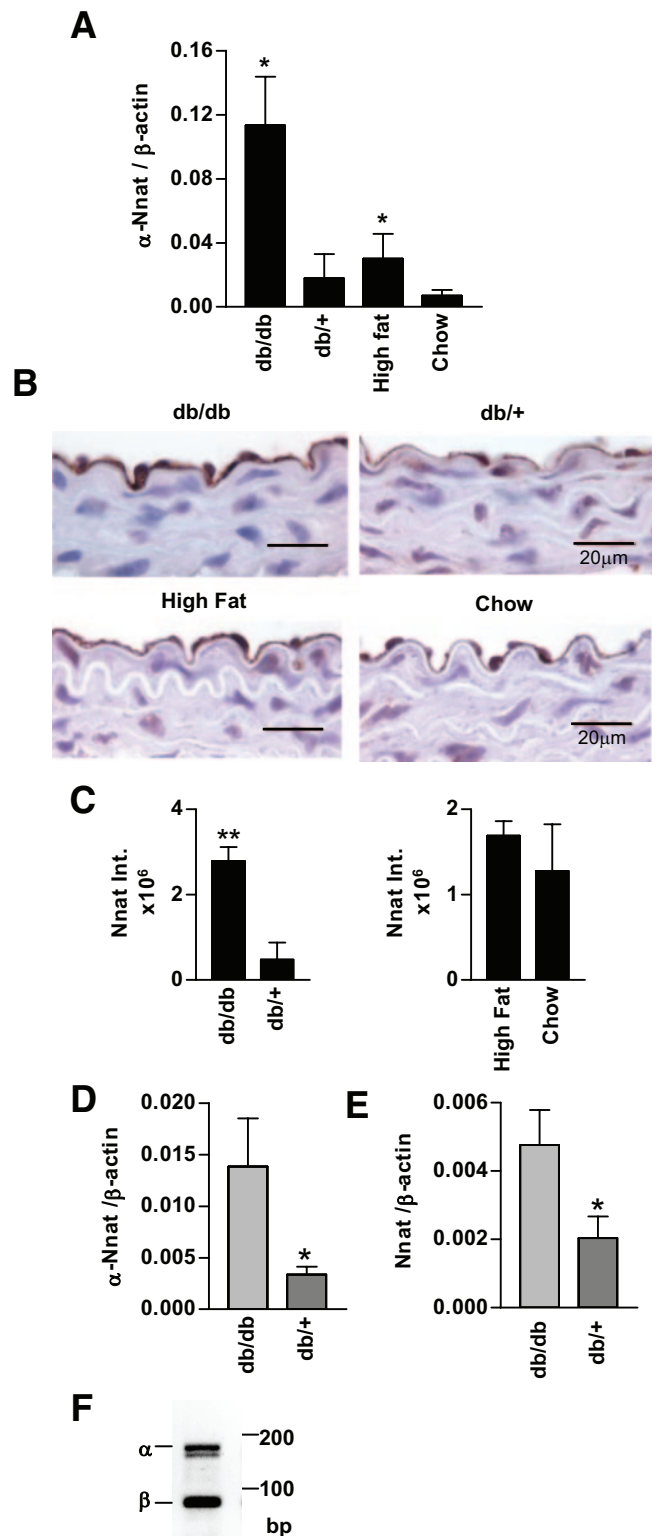 A
0.16
0.12
0.08
0.04
0.00
α-Nnat / β-actin
*
*
db/db
db/+
High fat
Chow
B
db/db
db/+
20μm
High Fat
Chow
20μm
C
4
2
0
Nnat Int.
x10⁶
**
db/db
db/+
2
1
0
Nnat Int.
x10⁶
High Fat
Chow
D
0.020
0.015
0.010
0.005
0.000
α-Nnat /β-actin
*
db/db
db/+
E
0.006
0.004
0.002
0.000
Nnat /β-actin
*
db/db
db/+
F
α
β
200
100
bp